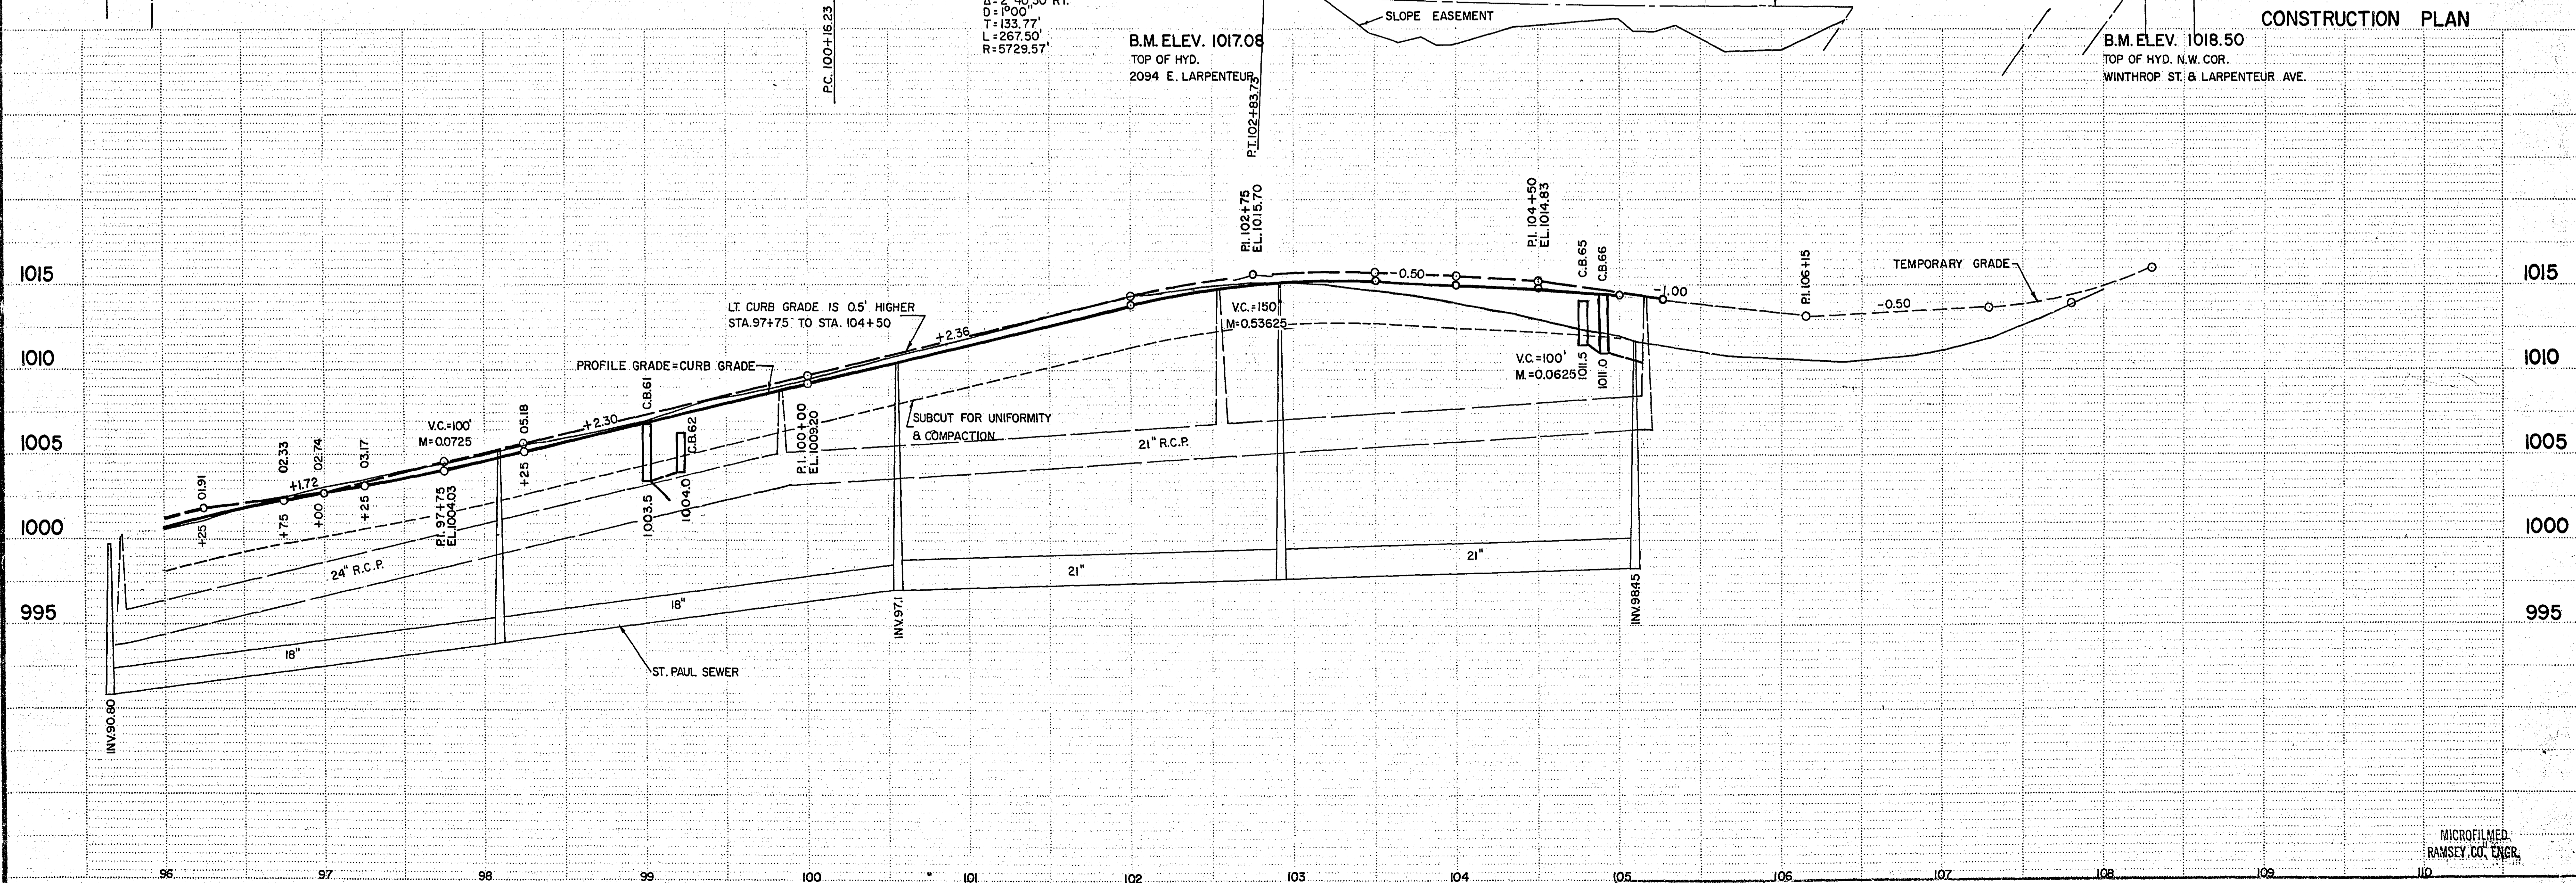 Δ=2°40'30" RT.
D=1°00"
T=133.77'
L=267.50'
R=5729.57'
P.C. 100+16.23
B.M. ELEV. 1017.08
TOP OF HYD.
2094 E. LARPENTEUR
P.T. 102+83.73
SLOPE EASEMENT
CONSTRUCTION PLAN
B.M. ELEV. 1018.50
TOP OF HYD. N.W. COR.
WINTHROP ST. & LARPENTEUR AVE.
1015
1010
1005
1000
995
1015
1010
1005
1000
995
INV. 90.80
+25
01.91
+75
02.33
+1.72
+00
02.74
+25
03.17
V.C.=100'
M=0.0725
P.I. 97+75
EL. 1004.03
+25
05.18
+2.30
C.B. 61
1003.5
C.B. 62
1004.0
PROFILE GRADE=CURB GRADE
LT. CURB GRADE IS 0.5' HIGHER
STA. 97+75 TO STA. 104+50
P.I. 100+00
EL. 1009.20
+2.36
SUBCUT FOR UNIFORMITY
& COMPACTION
24" R.C.P.
21" R.C.P.
18"
18"
ST. PAUL SEWER
INV. 97.1
21"
21"
INV. 98.45
P.I. 102+75
EL. 1015.70
V.C.=150'
M=0.53625
-0.50
P.I. 104+50
EL. 1014.83
C.B. 65
C.B. 66
V.C.=100'
M.=0.0625
1011.5
1011.0
-1.00
P.I. 106+15
-0.50
TEMPORARY GRADE
MICROFILMED
RAMSEY CO. ENGR.
96 97 98 99 100 101 102 103 104 105 106 107 108 109 110